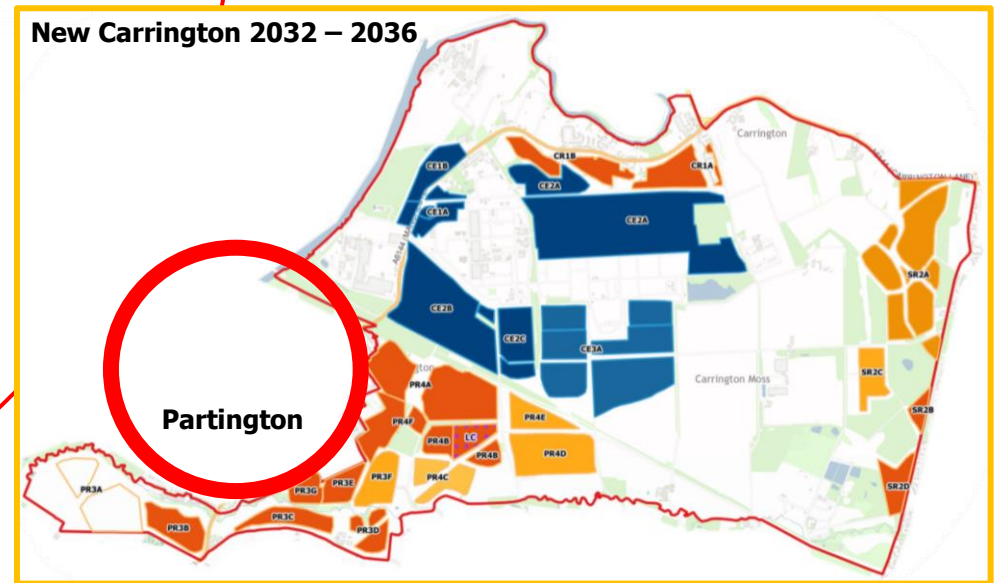 New Carrington 2032 – 2036
Carrington
CR1B
CR1A
CE1B
CE2A
CE1A
CE2A
SR2A
CE2B
CE2C
CE3A
Carrington Moss
SR2C
SR2B
PR4A
PR4F
PR4E
Partington
PR4B
LC
PR4B
PR4D
PR3F
PR4C
PR3G
PR3E
SR2D
PR3A
PR3C
PR3B
PR3D